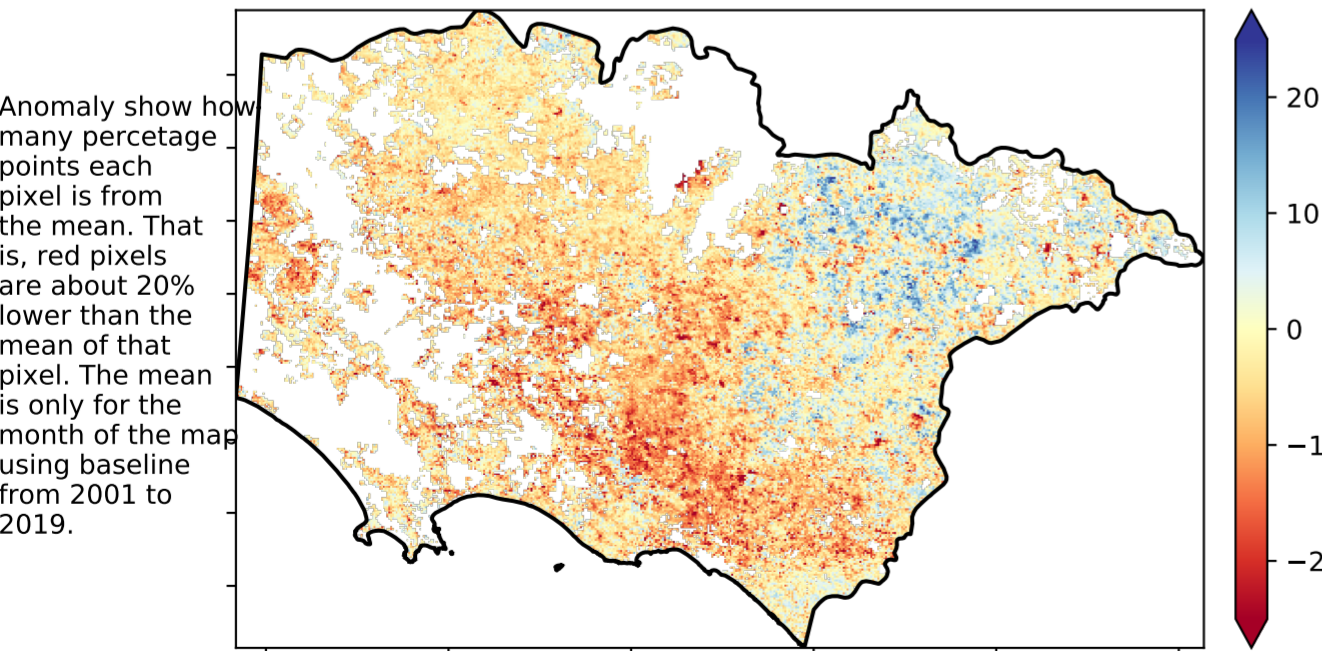 Anomaly show how
many percetage
points each
pixel is from
the mean. That
is, red pixels
are about 20%
lower than the
mean of that
pixel. The mean
is only for the
month of the map
using baseline
from 2001 to
2019.
20
10
0
−1
−2